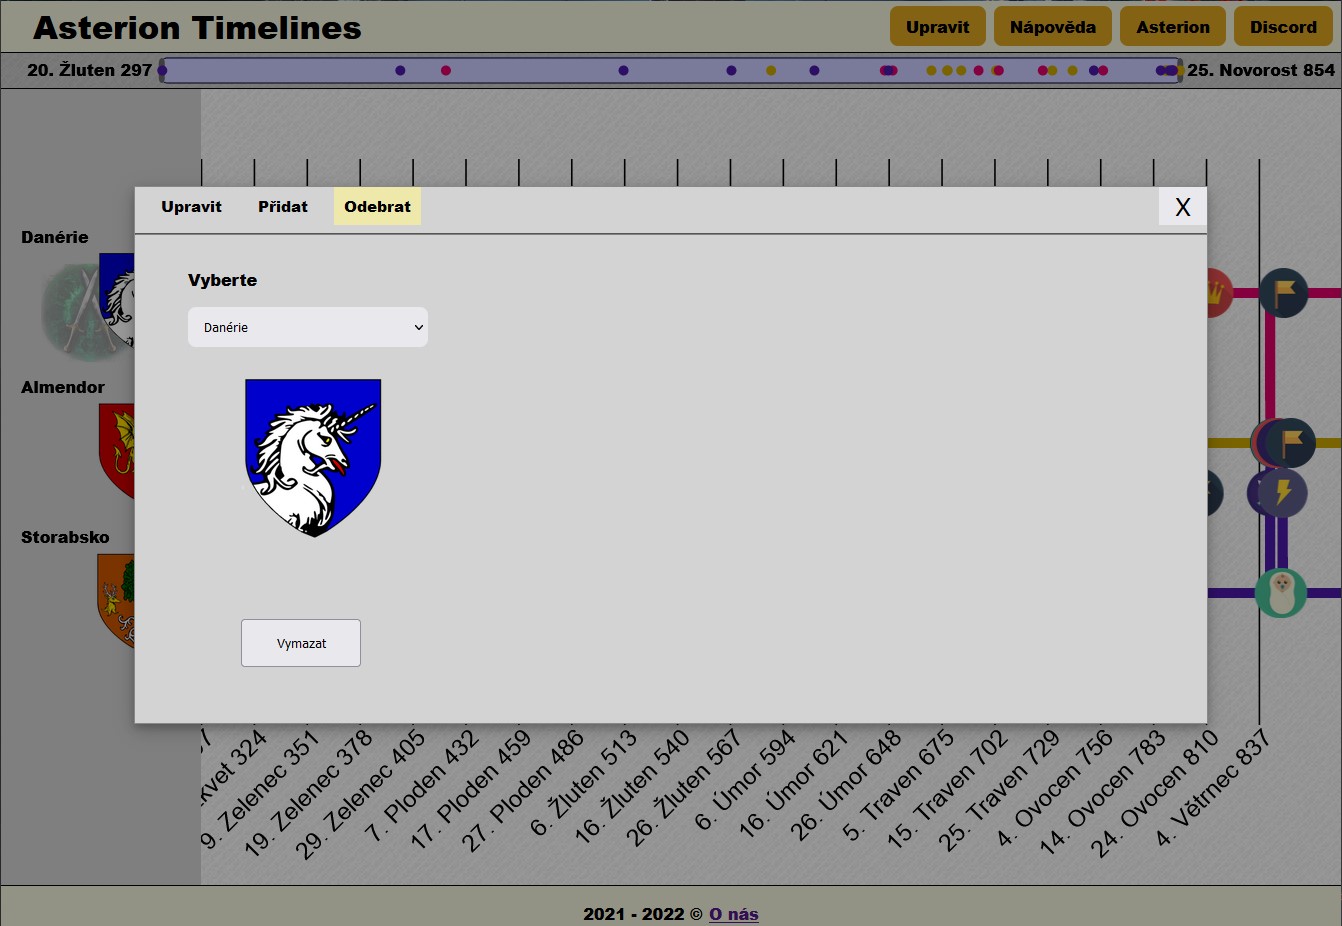 Asterion Timelines
Upravit
Nápověda
Asterion
Discord
20. Žluten 297
25. Novorost 854
Upravit
Přidat
Odebrat
X
Danérie
Vyberte
Danérie
Almendor
Storabsko
Vymazat
324
9. Zelenec 351
19. Zelenec 378
29. Zelenec 405
7. Ploden 432
17. Ploden 459
27. Ploden 486
6. Žluten 513
16. Žluten 540
26. Žluten 567
6. Úmor 594
16. Úmor 621
26. Úmor 648
5. Traven 675
15. Traven 702
25. Traven 729
4. Ovocen 756
14. Ovocen 783
24. Ovocen 810
4. Větrnec 837
2021 - 2022 © O nás